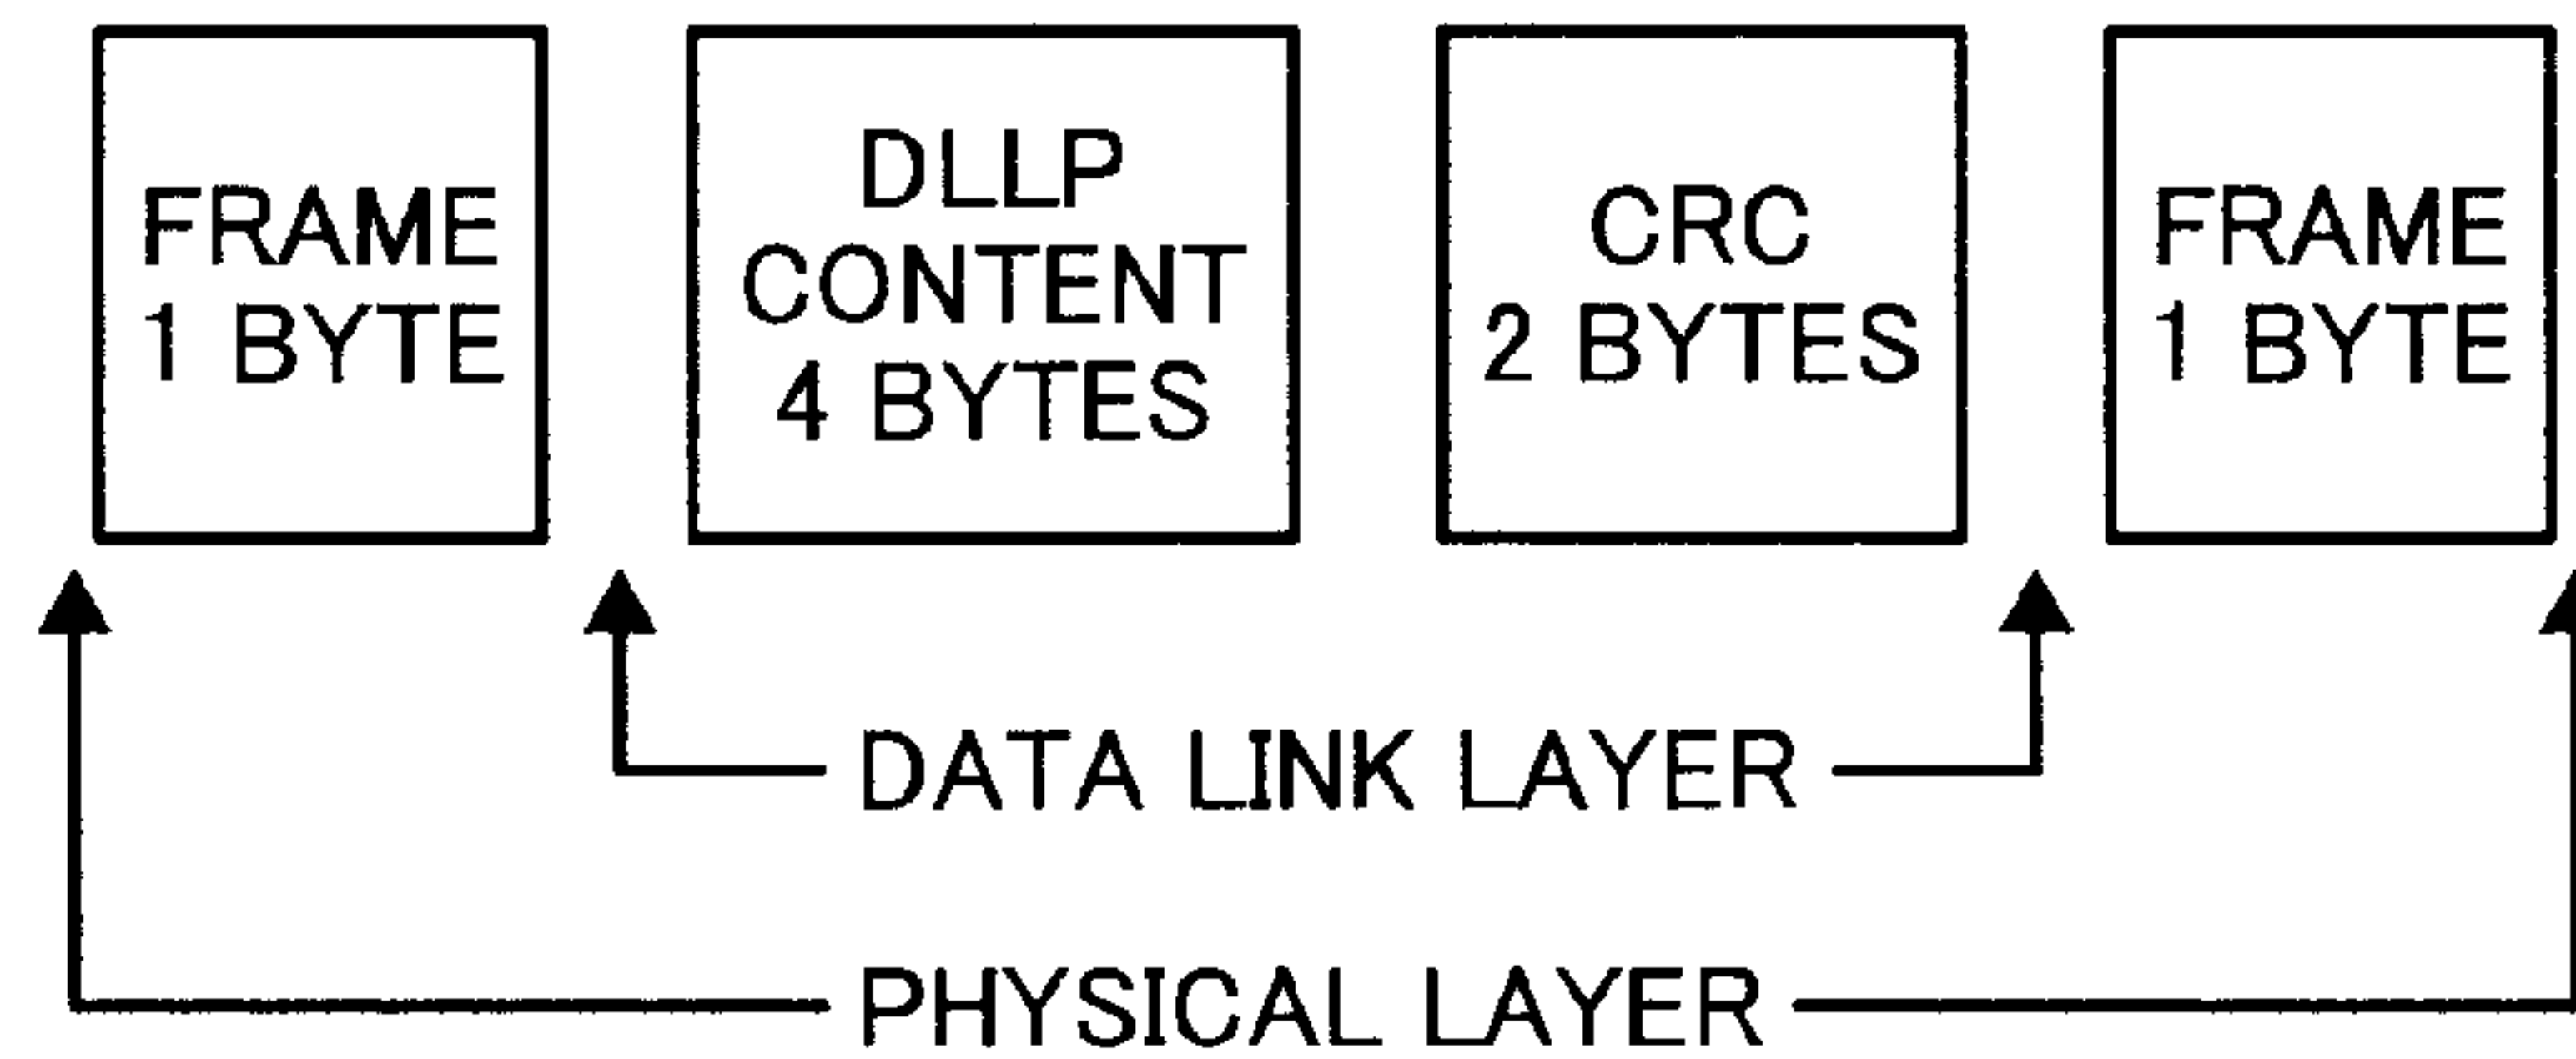 FRAME
1 BYTE
DLLP
CONTENT
4 BYTES
CRC
2 BYTES
FRAME
1 BYTE
DATA LINK LAYER
PHYSICAL LAYER